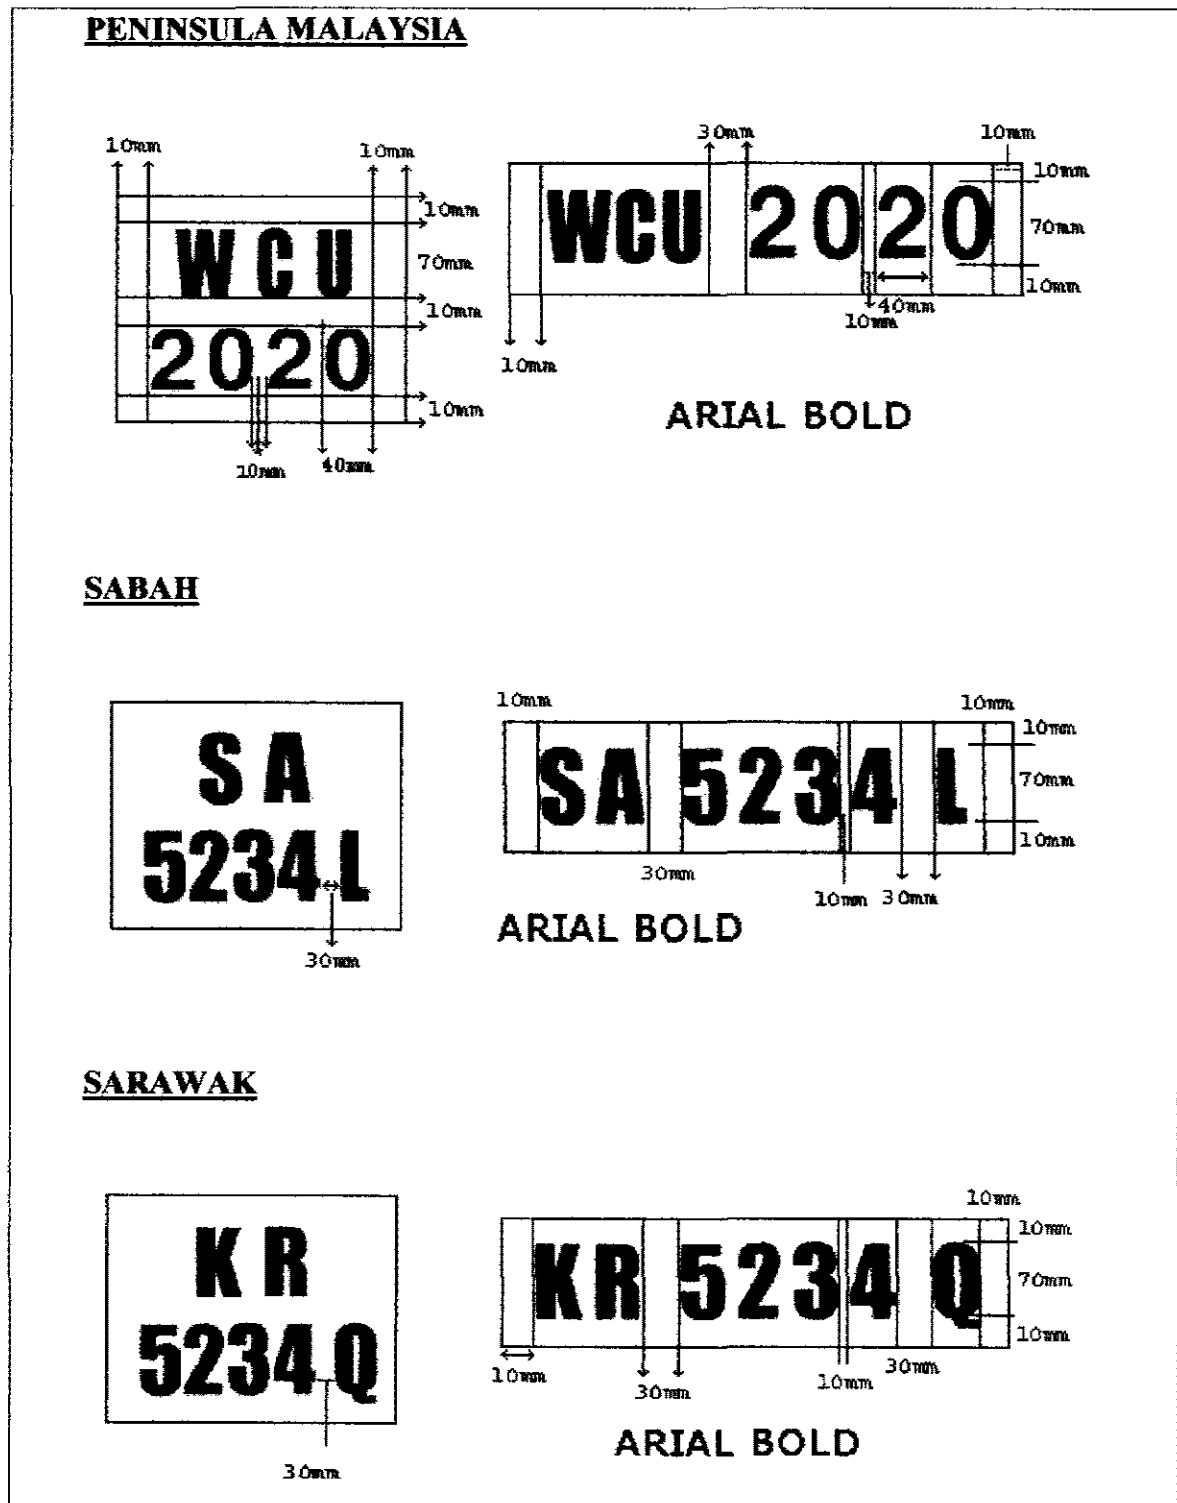 PENINSULA MALAYSIA
10mm 10mm
10mm
WCU
70mm
10mm
2020
10mm
10mm 40mm
30mm 10mm
10mm
WCU 2020
70mm
10mm
10mm 40mm
10mm
ARIAL BOLD
SABAH
SA
5234 L
30mm
10mm 10mm
10mm
SA 5234 L
70mm
10mm
30mm 10mm 30mm
ARIAL BOLD
SARAWAK
KR
5234 Q
30mm
10mm
10mm
KR 5234 Q
70mm
10mm
10mm 30mm 10mm 30mm
ARIAL BOLD